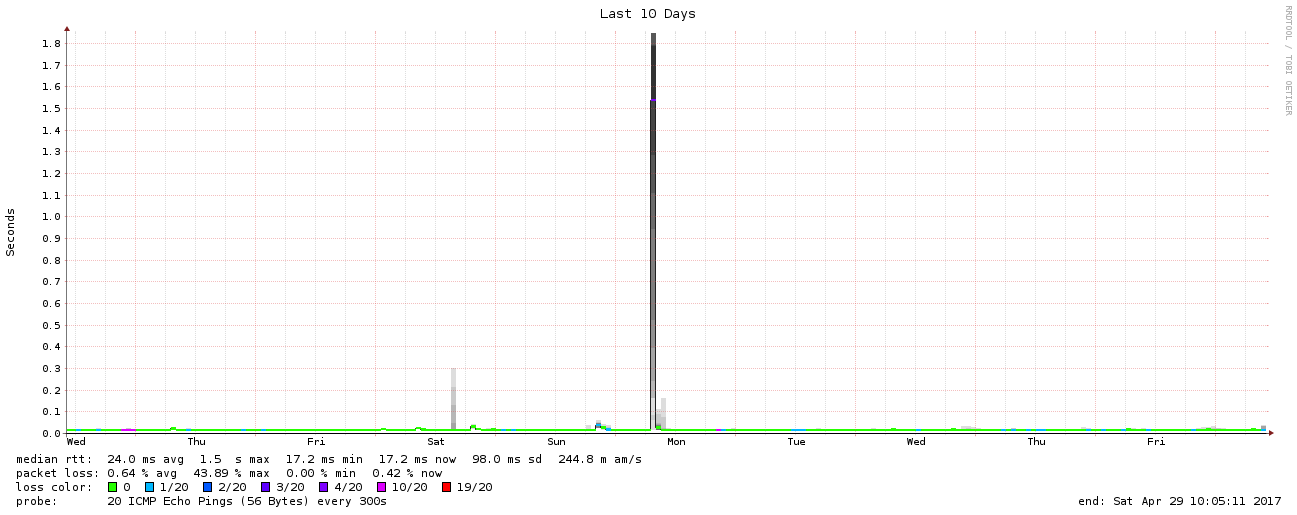 Last 10 Days
RRDTOOL / TOBI OETIKER
Seconds
1.8
1.7
1.6
1.5
1.4
1.3
1.2
1.1
1.0
0.9
0.8
0.7
0.6
0.5
0.4
0.3
0.2
0.1
0.0
Wed Thu Fri Sat Sun Mon Tue Wed Thu Fri
median rtt: 24.0 ms avg 1.5 s max 17.2 ms min 17.2 ms now 98.0 ms sd 244.8 m am/s
packet loss: 0.64 % avg 43.89 % max 0.00 % min 0.42 % now
loss color: 0 1/20 2/20 3/20 4/20 10/20 19/20
probe: 20 ICMP Echo Pings (56 Bytes) every 300s end: Sat Apr 29 10:05:11 2017